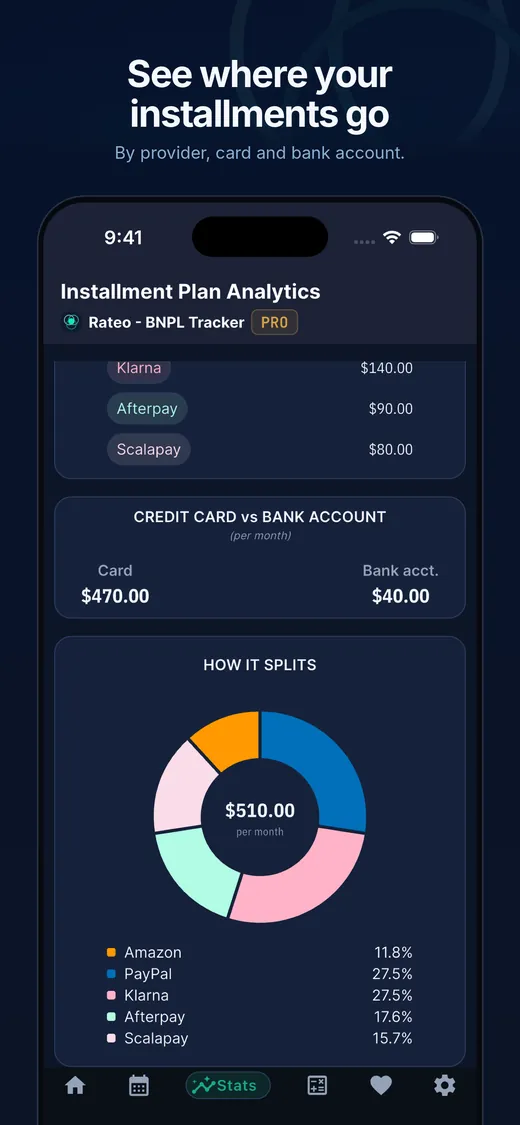 See where your
installments go
By provider, card and bank account.
9:41
Installment Plan Analytics
Rateo - BNPL Tracker PRO
Klarna $140.00
Afterpay $90.00
Scalapay $80.00
CREDIT CARD vs BANK ACCOUNT
(per month)
Card Bank acct.
$470.00 $40.00
HOW IT SPLITS
$510.00
per month
Amazon 11.8%
PayPal 27.5%
Klarna 27.5%
Afterpay 17.6%
Scalapay 15.7%
Stats